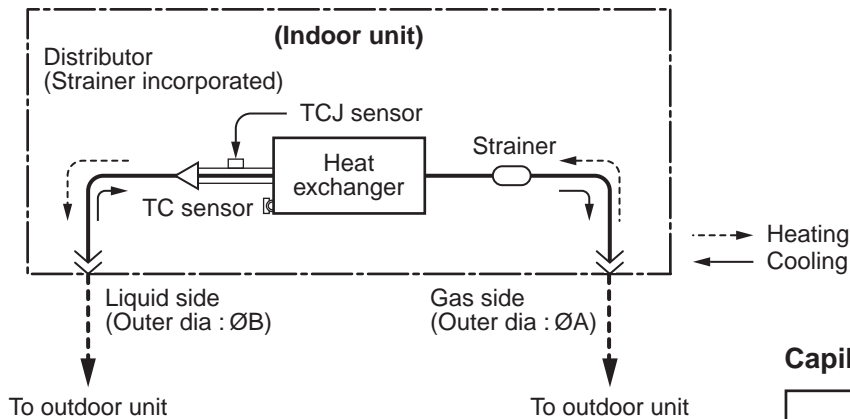 (Indoor unit)
Distributor
(Strainer incorporated)
TCJ sensor
Strainer
Heat
exchanger
TC sensor
Heating
Cooling
Liquid side
(Outer dia : ØB)
Gas side
(Outer dia : ØA)
To outdoor unit
To outdoor unit